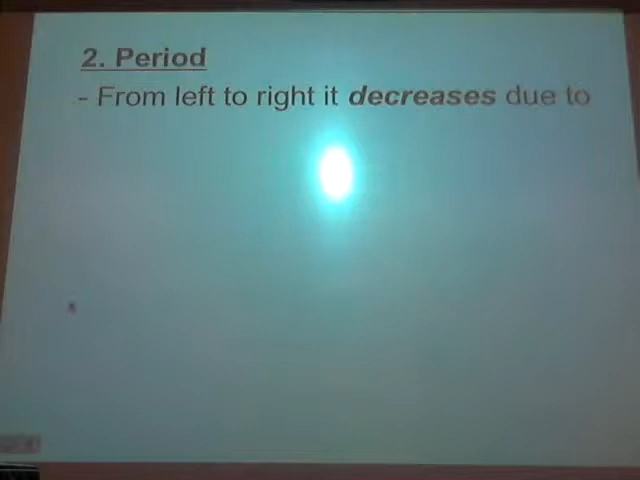 2. Period
- From left to right it decreases due to